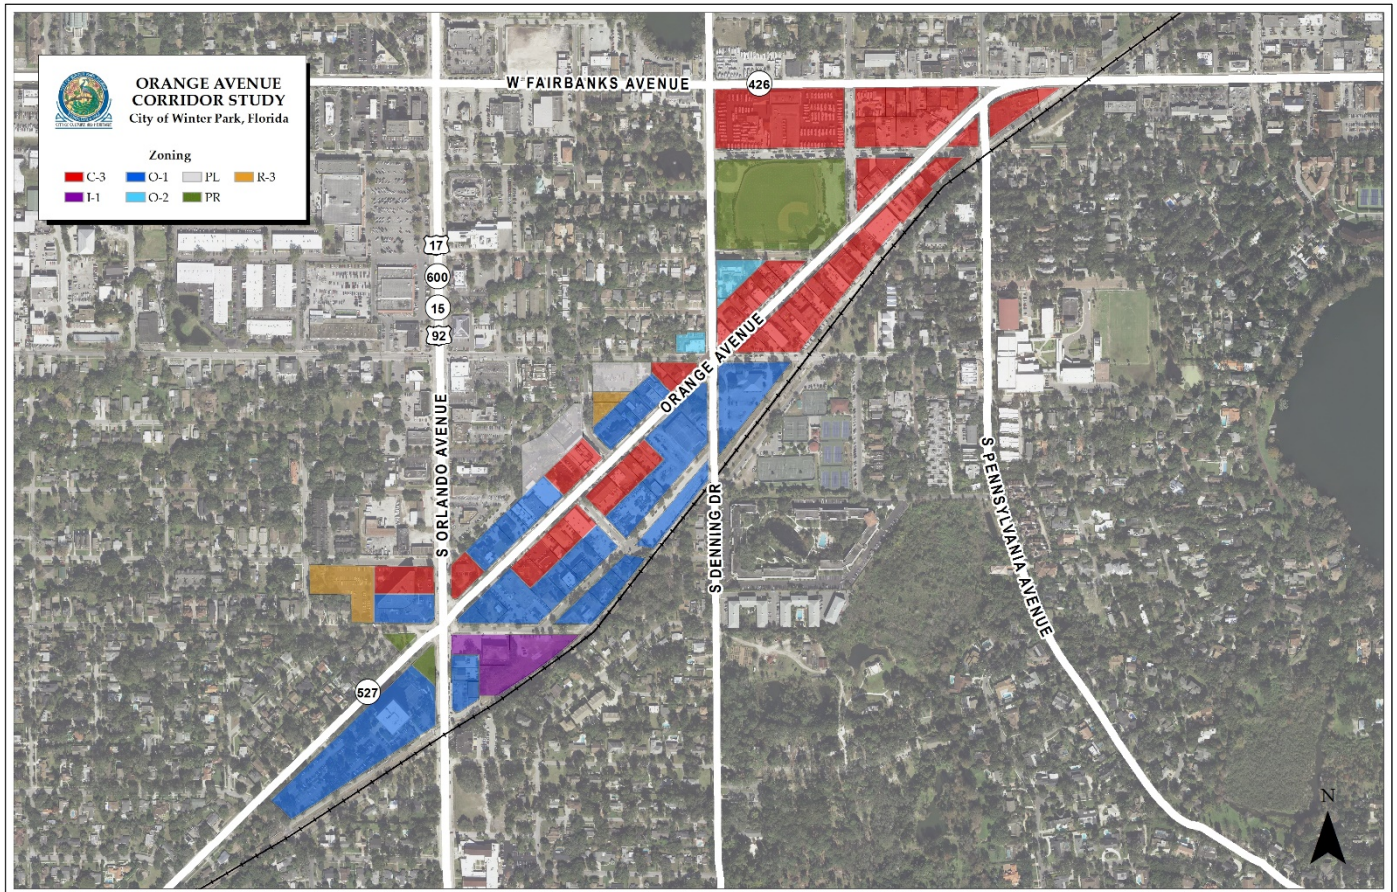 ORANGE AVENUE
CORRIDOR STUDY
City of Winter Park, Florida
Zoning
C-3
O-1
PL
R-3
I-1
O-2
PR
W FAIRBANKS AVENUE
426
17
600
15
92
ORANGE AVENUE
S ORLANDO AVENUE
S DENNING DR
S PENNSYLVANIA AVENUE
527
N